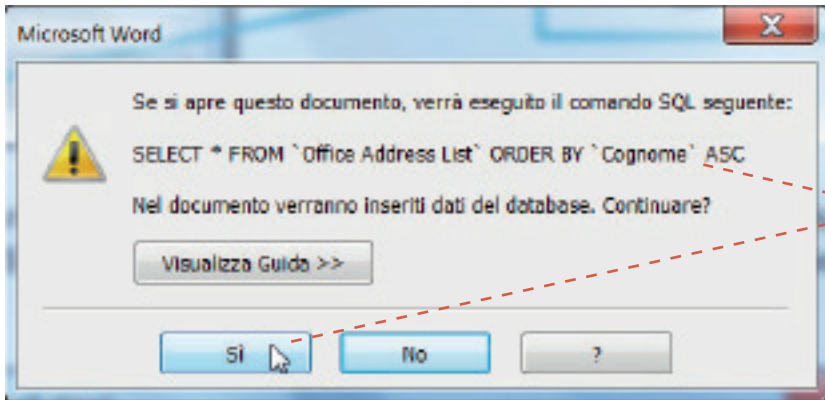 Microsoft Word
Se si apre questo documento, verrà eseguito il comando SQL seguente:
SELECT * FROM `Office Address List` ORDER BY `Cognome` ASC
Nel documento verranno inseriti dati del database. Continuare?
Visualizza Guida >>
Sì No ?